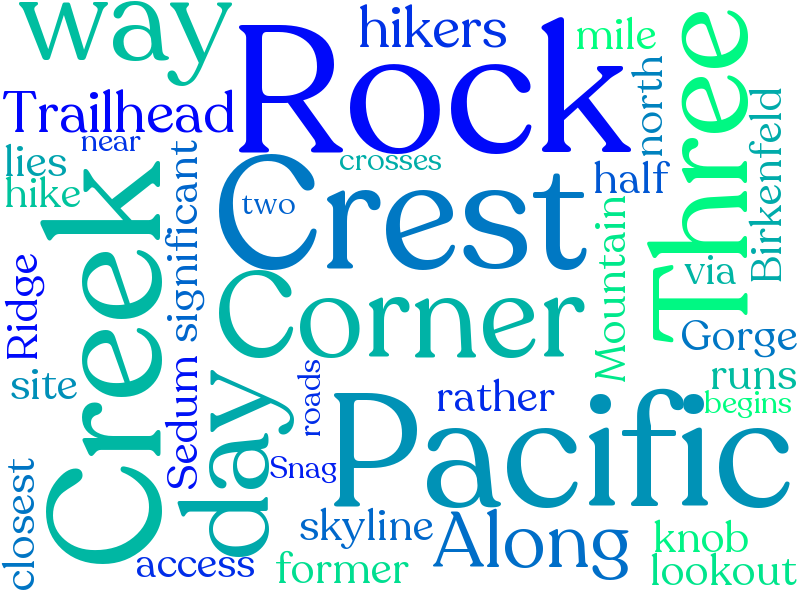 way
hikers
Rock
mile
Three
Trailhead
near
north
Birkenfeld
lies
hike
crosses
half
Creek
significant
two
Crest
Mountain
via
Ridge
Corner
Gorge
site
Sedum
day
roads
rather
runs
begins
Pacific
closest
Snag
skyline
Along
knob
access
former
lookout